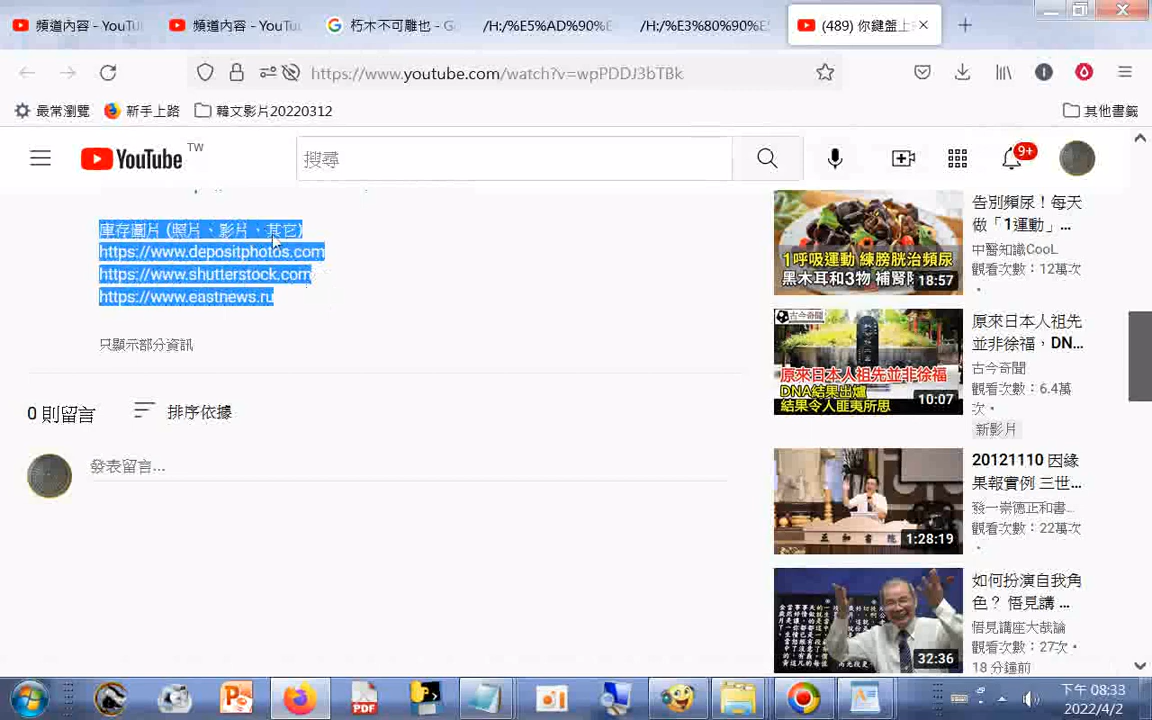 頻道內容 - YouTu
頻道內容 - YouTu
朽木不可雕也 - G
/H:/%E5%AD%90%E
/H:/%E3%80%90%E
(489) 你鍵盤上
https://www.youtube.com/watch?v=wpPDDJ3bTBk
最常瀏覽
新手上路
韓文影片20220312
其他書籤
YouTube TW
搜尋
9+
庫存圖片 (照片、影片、其它)
https://www.depositphotos.com
https://www.shutterstock.com
https://www.eastnews.ru
只顯示部分資訊
0 則留言
排序依據
發表留言...
1呼吸運動 練膀胱治頻尿
黑木耳和3物 補腎
18:57
告別頻尿！每天
做「1運動」...
中醫知識CooL
觀看次數：12萬次
•
古今奇聞
原來日本人祖先並非徐福
DNA結果出爐
結果令人匪夷所思
10:07
原來日本人祖先
並非徐福，DN...
古今奇聞
觀看次數：6.4萬
次 •
新影片
正和書院
1:28:19
20121110 因緣
果報實例 三世...
發一崇德正和書...
觀看次數：22萬次
•
32:36
如何扮演自我角
色？ 悟見講 ...
悟見講座大哉論
觀看次數：27次 •
18 分鐘前
PDF
下午 08:33
2022/4/2